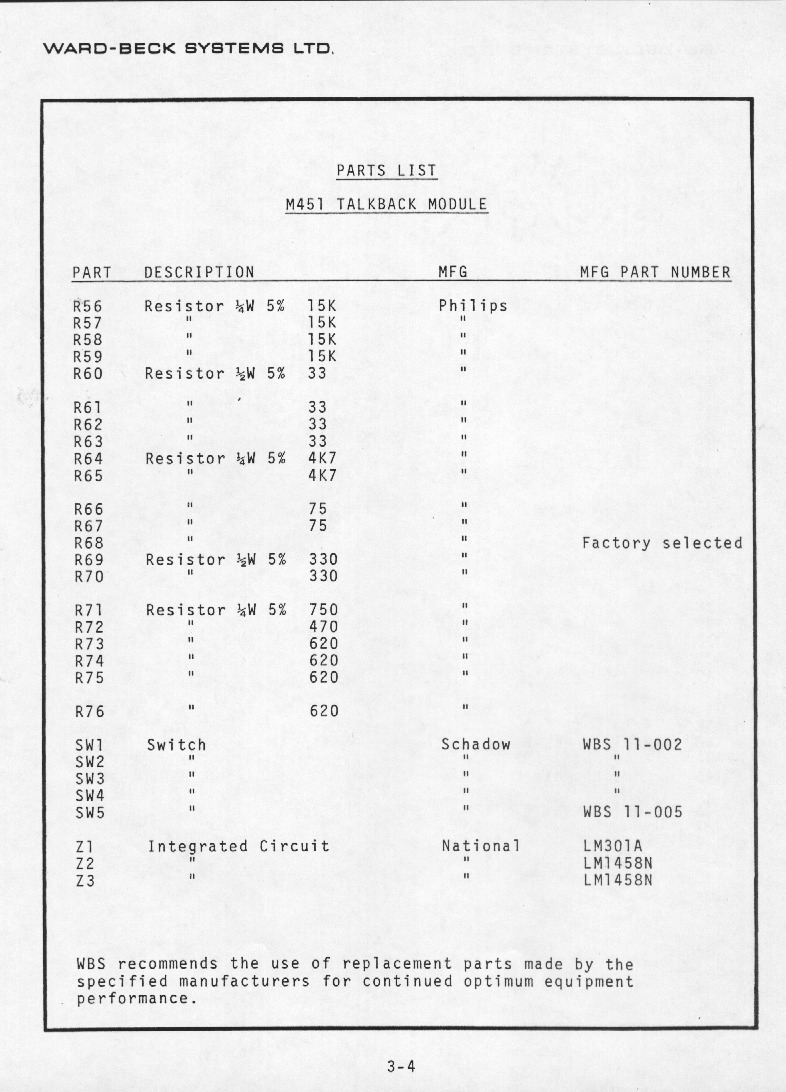 WARD-BECK SYSTEMS LTD.
PARTS LIST
M451 TALKBACK MODULE
PART DESCRIPTION MFG MFG PART NUMBER
R56 Resistor ¼W 5% 15K Philips
R57 " 15K "
R58 " 15K "
R59 " 15K "
R60 Resistor ½W 5% 33 "
R61 " 33 "
R62 " 33 "
R63 " 33 "
R64 Resistor ¼W 5% 4K7 "
R65 " 4K7 "
R66 " 75 "
R67 " 75 "
R68 " " Factory selected
R69 Resistor ½W 5% 330 "
R70 " 330 "
R71 Resistor ¼W 5% 750 "
R72 " 470 "
R73 " 620 "
R74 " 620 "
R75 " 620 "
R76 " 620 "
SW1 Switch Schadow WBS 11-002
SW2 " " "
SW3 " " "
SW4 " " "
SW5 " " WBS 11-005
Z1 Integrated Circuit National LM301A
Z2 " " LM1458N
Z3 " " LM1458N
WBS recommends the use of replacement parts made by the
specified manufacturers for continued optimum equipment
performance.
3-4